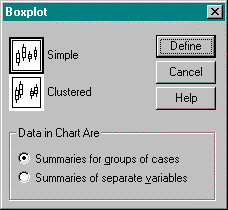 Boxplot
Simple
Clustered
Define
Cancel
Help
Data in Chart Are
Summaries for groups of cases
Summaries of separate variables